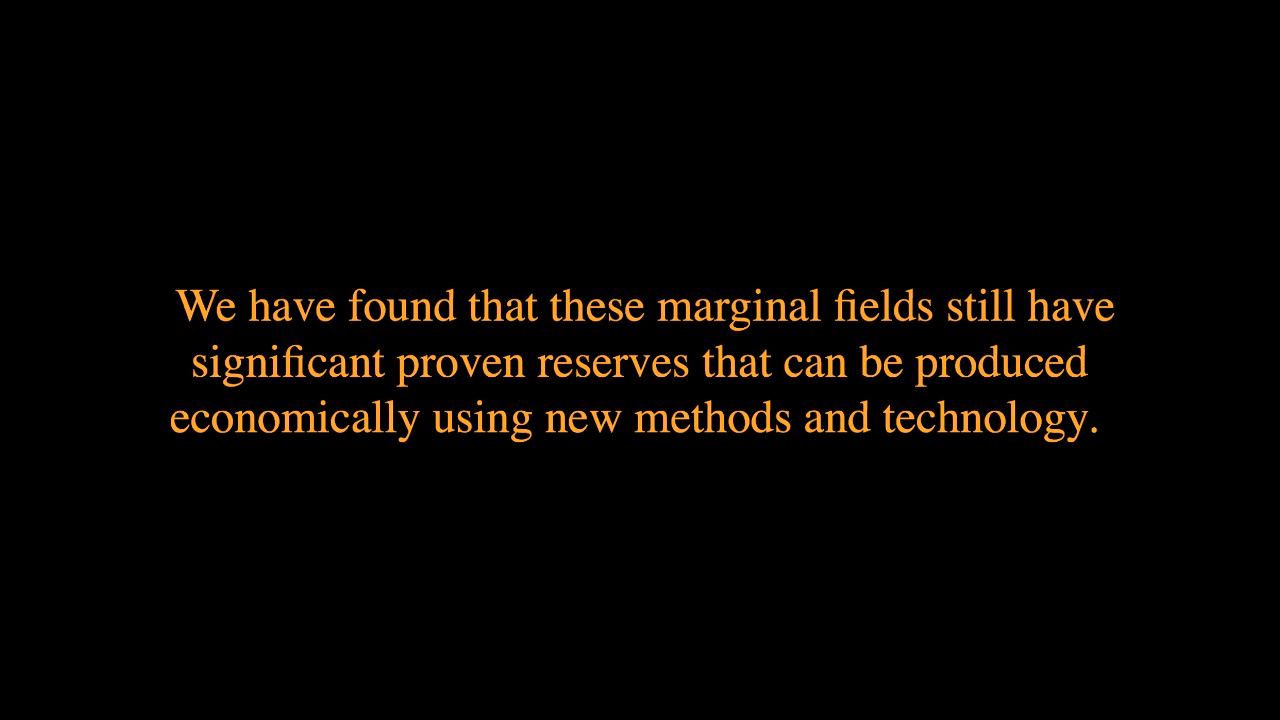 We have found that these marginal fields still have
significant proven reserves that can be produced
economically using new methods and technology.